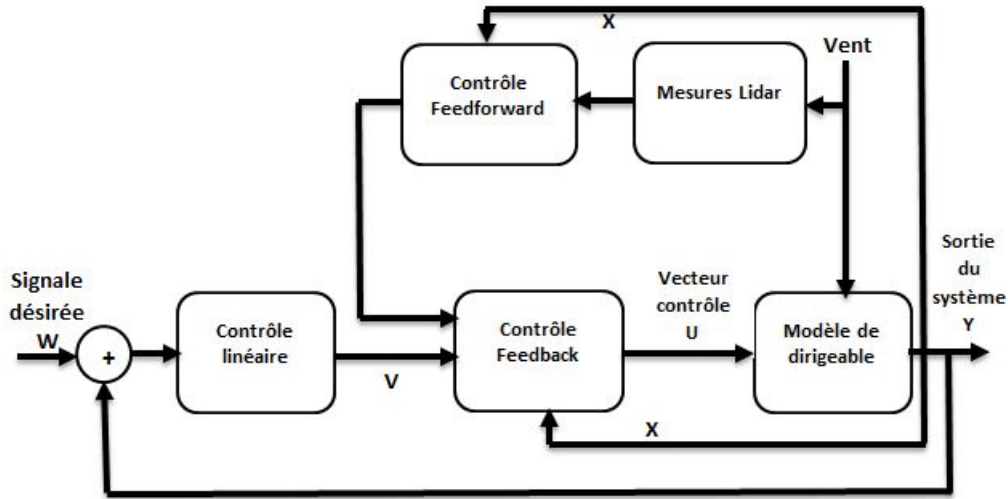 X
Vent
Contrôle
Feedforward
Mesures Lidar
Signale
désirée
W
+
Contrôle
linéaire
V
Contrôle
Feedback
Vecteur
contrôle
U
Modèle de
dirigeable
Sortie
du
système
Y
X